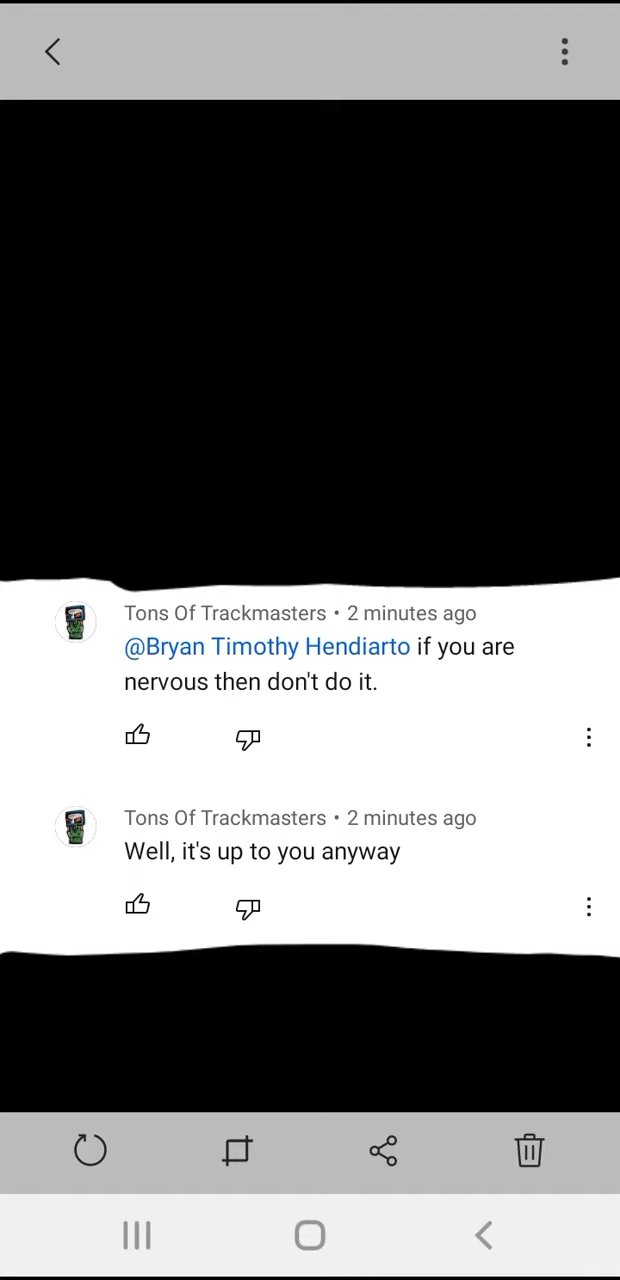 Tons Of Trackmasters • 2 minutes ago
@Bryan Timothy Hendiarto if you are
nervous then don't do it.
Tons Of Trackmasters • 2 minutes ago
Well, it's up to you anyway